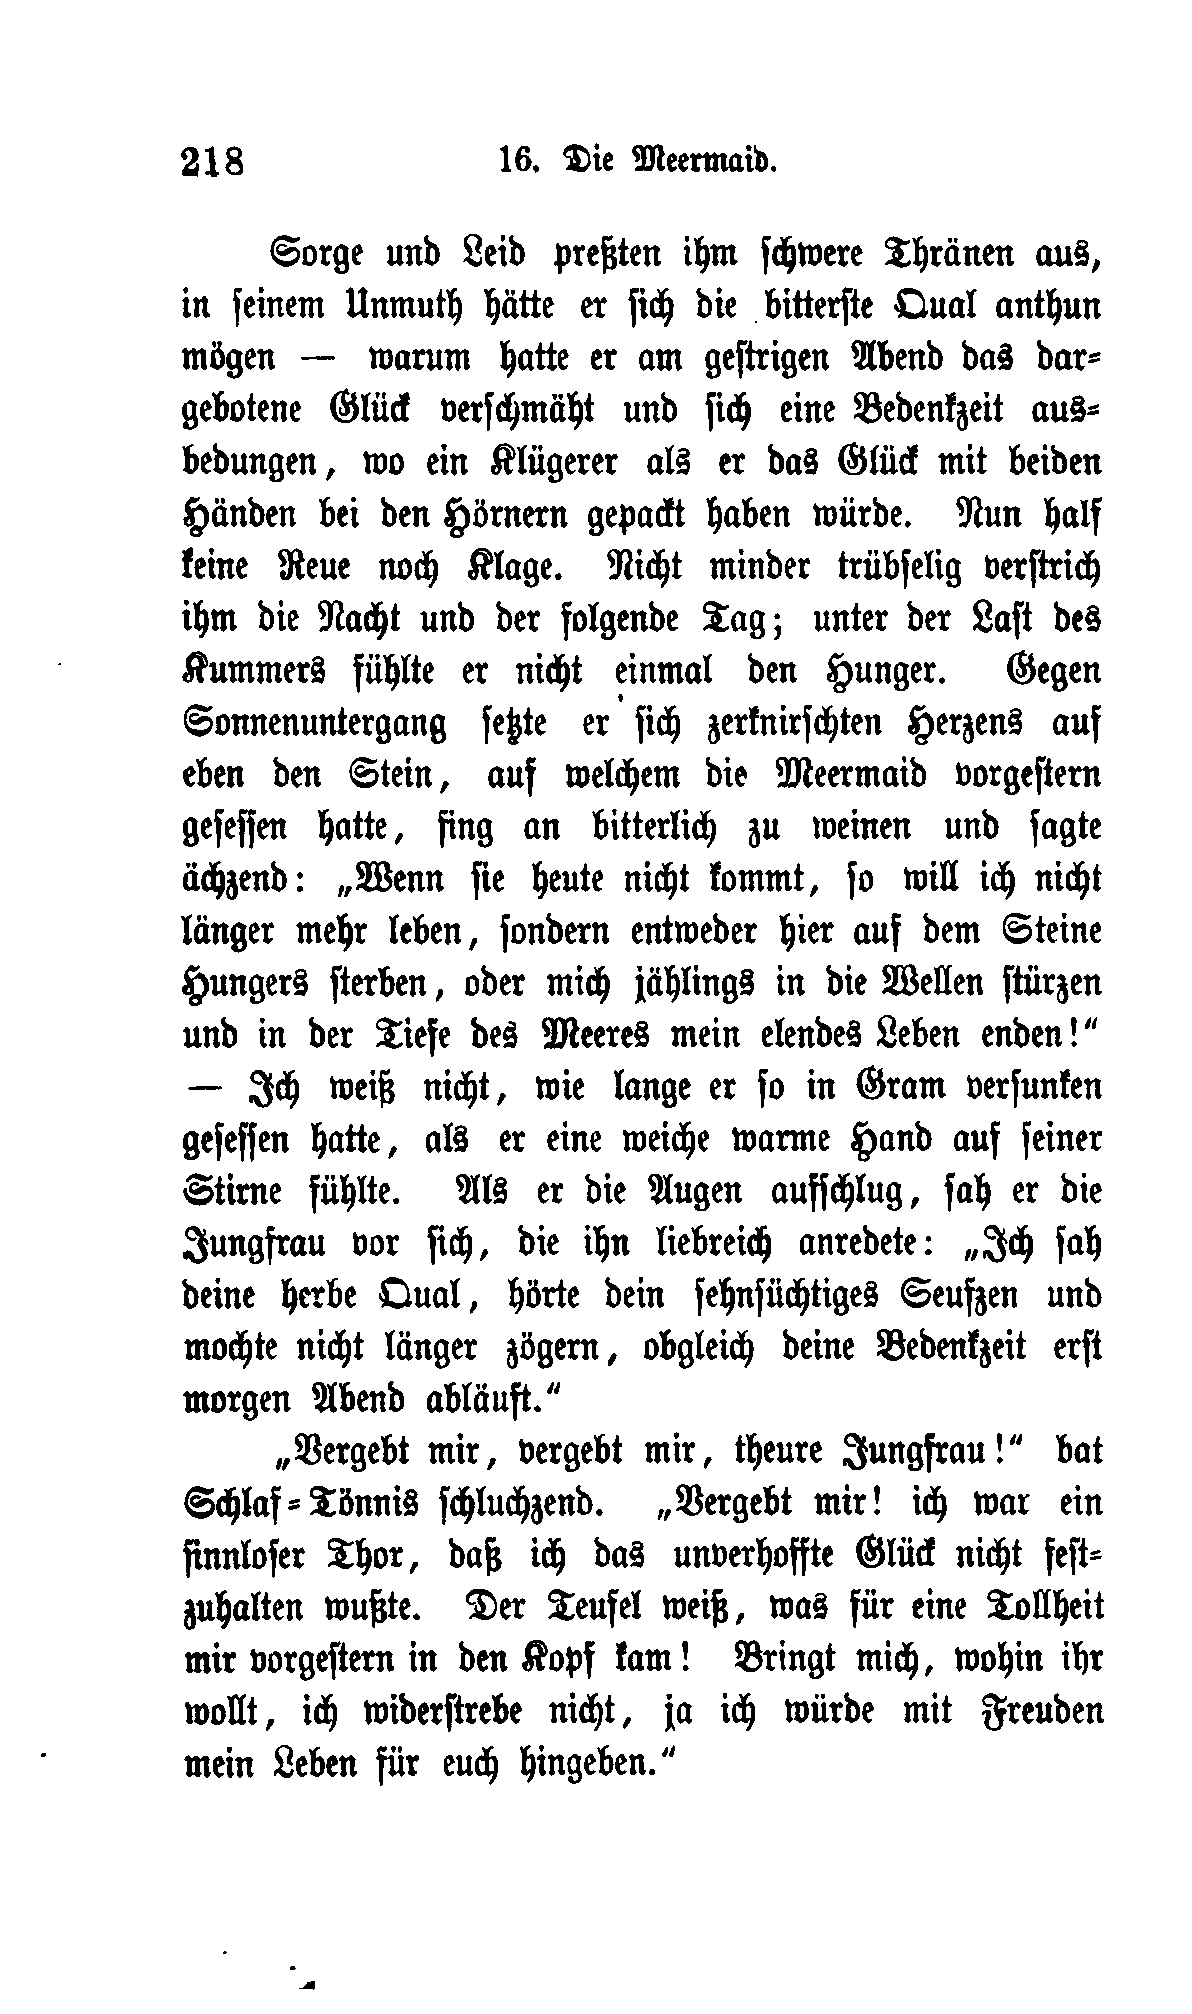 218 16. Die Meermaid.
Sorge und Leid preßten ihm schwere Thränen aus,
in seinem Unmuth hätte er sich die bitterste Qual anthun
mögen — warum hatte er am gestrigen Abend das dar-
gebotene Glück verschmäht und sich eine Bedenkzeit aus-
bedungen, wo ein Klügerer als er das Glück mit beiden
Händen bei den Hörnern gepackt haben würde. Nun half
keine Reue noch Klage. Nicht minder trübselig verstrich
ihm die Nacht und der folgende Tag; unter der Last des
Kummers fühlte er nicht einmal den Hunger. Gegen
Sonnenuntergang setzte er sich zerknirschten Herzens auf
eben den Stein, auf welchem die Meermaid vorgestern
gesessen hatte, fing an bitterlich zu weinen und sagte
ächzend: „Wenn sie heute nicht kommt, so will ich nicht
länger mehr leben, sondern entweder hier auf dem Steine
Hungers sterben, oder mich jählings in die Wellen stürzen
und in der Tiefe des Meeres mein elendes Leben enden!“
— Ich weiß nicht, wie lange er so in Gram versunken
gesessen hatte, als er eine weiche warme Hand auf seiner
Stirne fühlte. Als er die Augen aufschlug, sah er die
Jungfrau vor sich, die ihn liebreich anredete: „Ich sah
deine herbe Qual, hörte dein sehnsüchtiges Seufzen und
mochte nicht länger zögern, obgleich deine Bedenkzeit erst
morgen Abend abläuft.“
„Vergebt mir, vergebt mir, theure Jungfrau!“ bat
Schlaf-Tönnis schluchzend. „Vergebt mir! ich war ein
sinnloser Thor, daß ich das unverhoffte Glück nicht fest-
zuhalten wußte. Der Teufel weiß, was für eine Tollheit
mir vorgestern in den Kopf kam! Bringt mich, wohin ihr
wollt, ich widerstrebe nicht, ja ich würde mit Freuden
mein Leben für euch hingeben.“